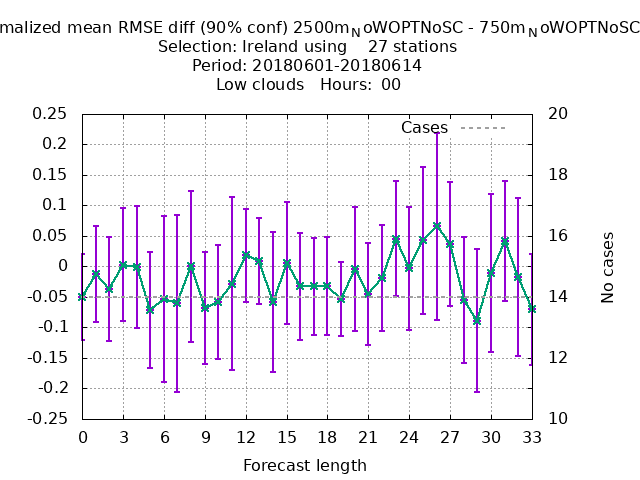 malized mean RMSE diff (90% conf) 2500mNoWOPTNoSC - 750mNoWOPTNoSC
Selection: Ireland using 27 stations
Period: 20180601-20180614
Low clouds Hours: 00
Cases
0.25
0.2
0.15
0.1
0.05
0
-0.05
-0.1
-0.15
-0.2
-0.25
20
18
16
14
12
10
No cases
0 3 6 9 12 15 18 21 24 27 30 33
Forecast length